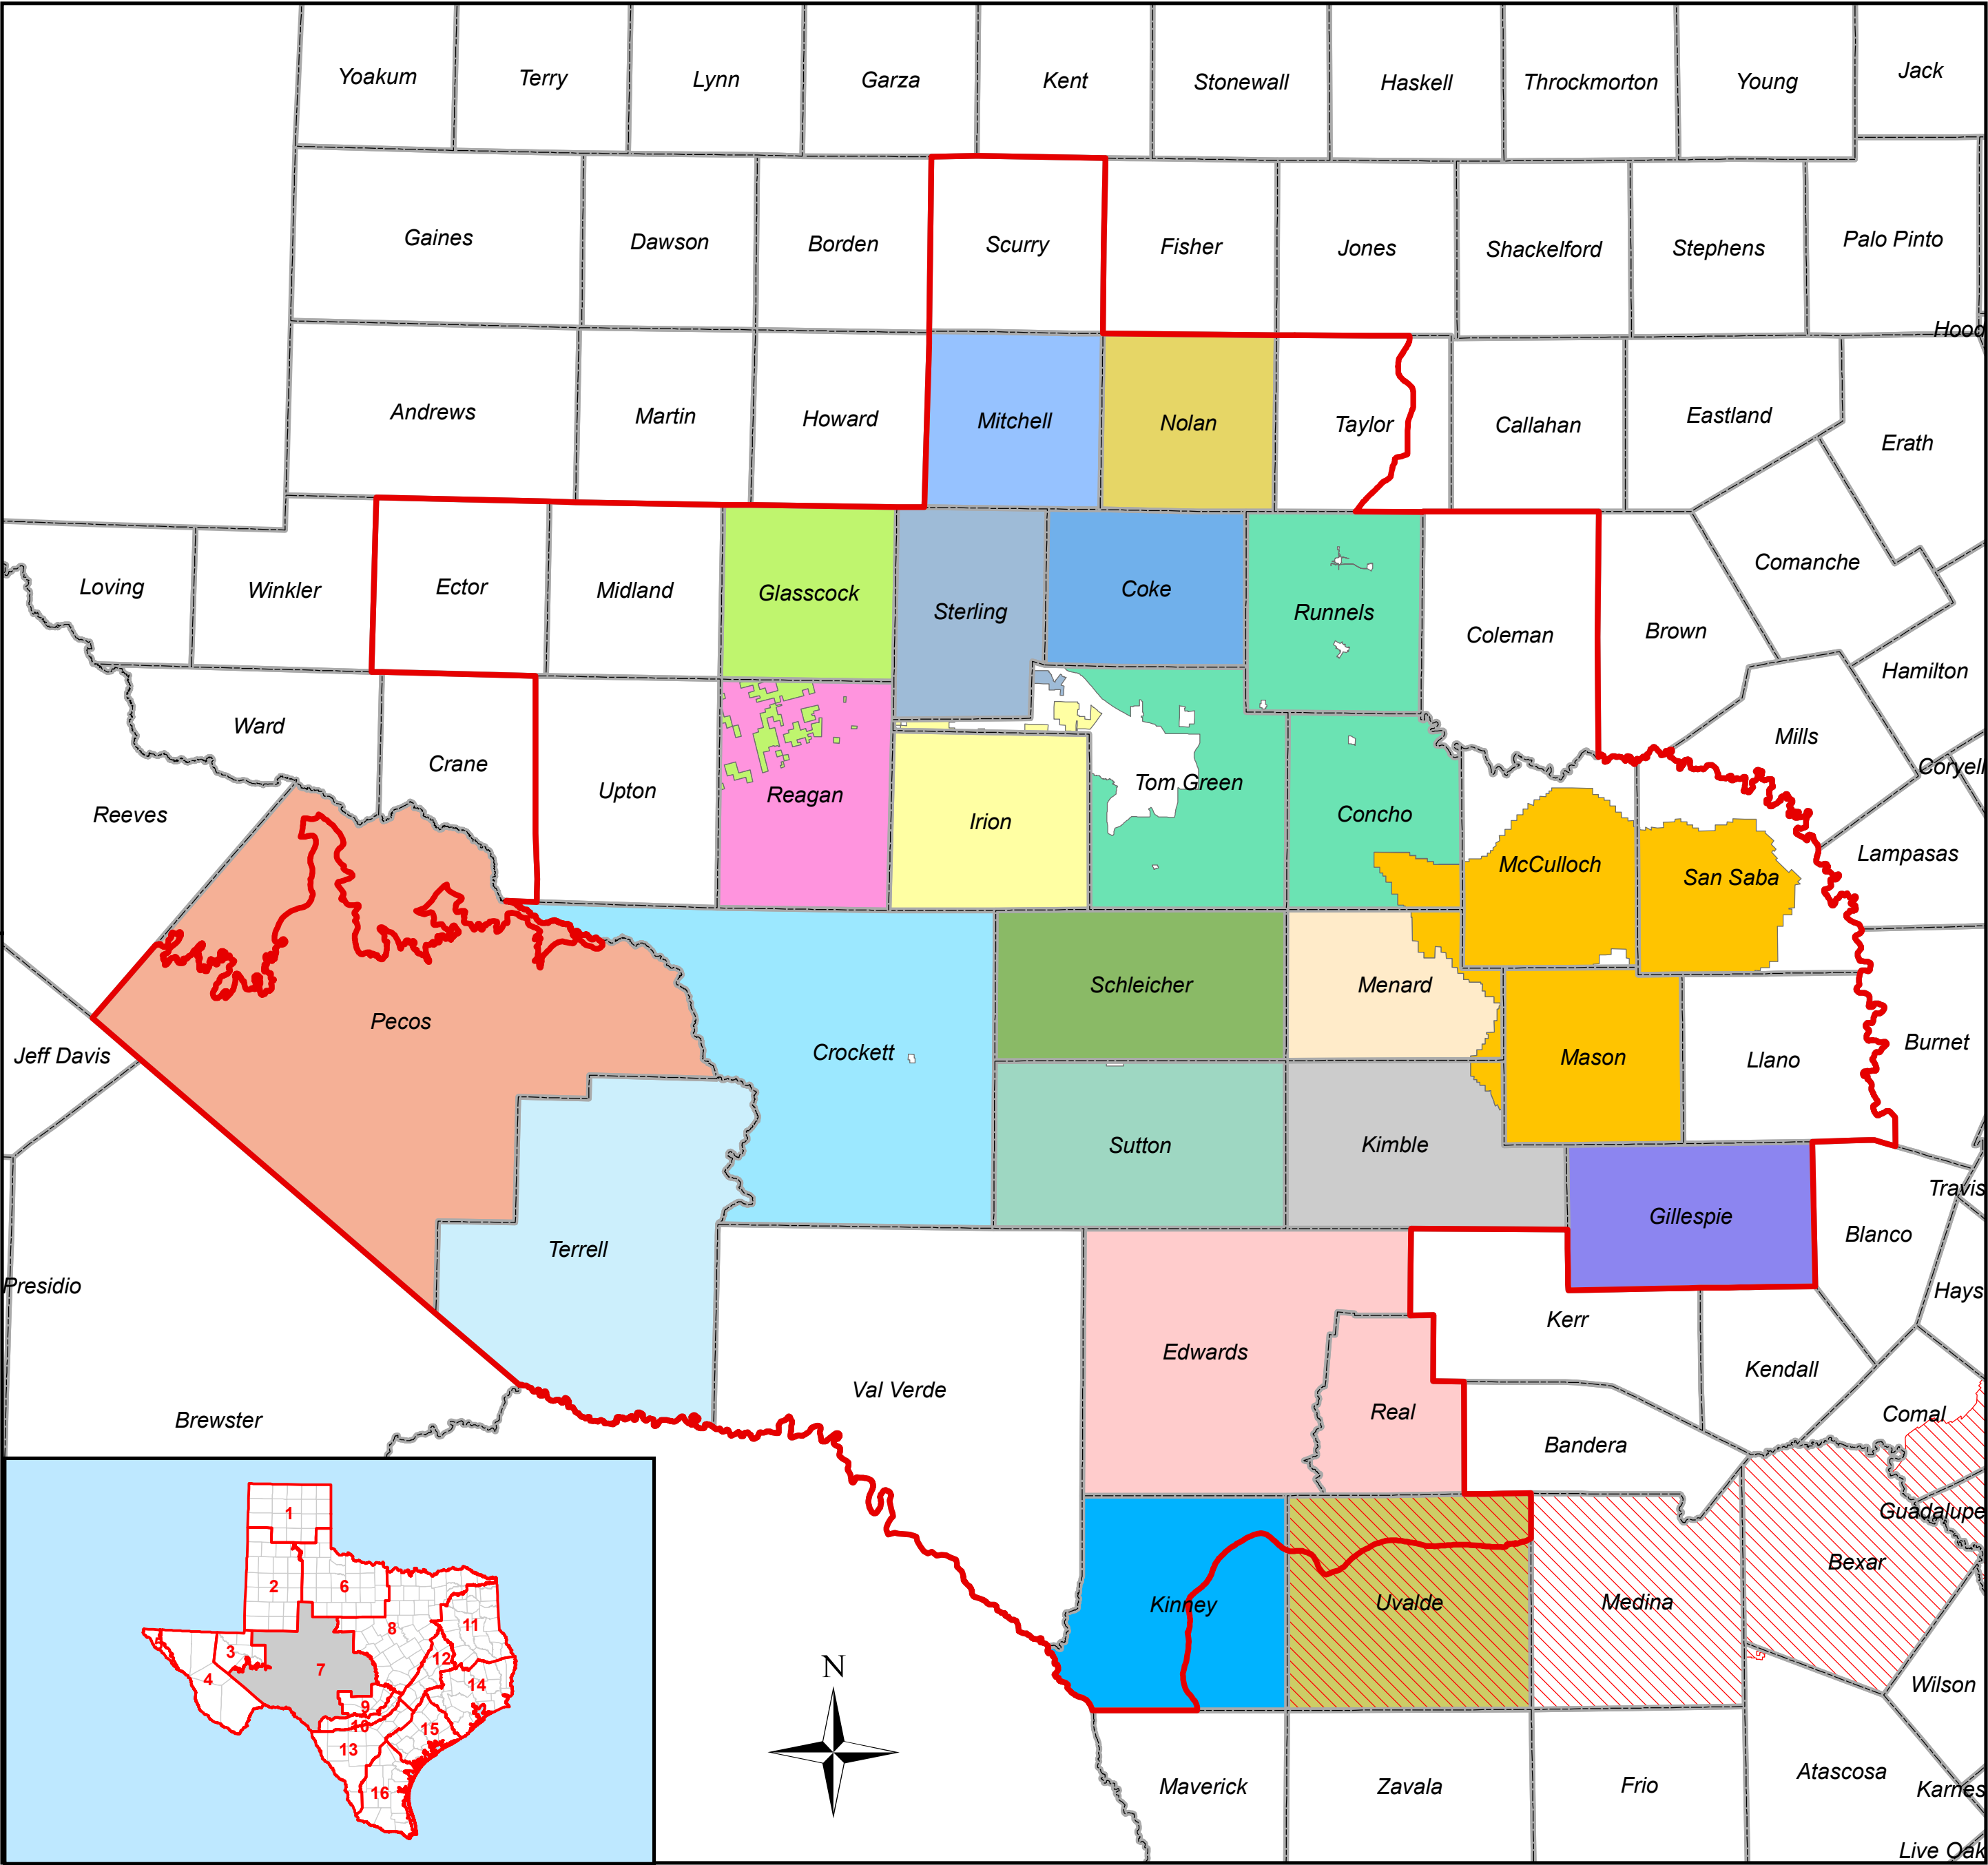 Yoakum
Terry
Lynn
Garza
Kent
Stonewall
Haskell
Throckmorton
Young
Jack
Gaines
Dawson
Borden
Scurry
Fisher
Jones
Shackelford
Stephens
Palo Pinto
Hood
Andrews
Martin
Howard
Mitchell
Nolan
Taylor
Callahan
Eastland
Erath
Loving
Winkler
Ector
Midland
Glasscock
Sterling
Coke
Runnels
Coleman
Brown
Comanche
Hamilton
Ward
Crane
Upton
Reagan
Irion
Tom Green
Concho
McCulloch
San Saba
Mills
Coryell
Lampasas
Reeves
Pecos
Crockett
Schleicher
Menard
Mason
Llano
Burnet
Jeff Davis
Sutton
Kimble
Gillespie
Blanco
Travis
Hays
Presidio
Terrell
Brewster
Val Verde
Edwards
Real
Kerr
Kendall
Bandera
Comal
Guadalupe
Kinney
Uvalde
Medina
Bexar
Wilson
Maverick
Zavala
Frio
Atascosa
Karnes
Live Oak
N
1
2
6
8
11
5
3
12
4
7
14
9
10
15
13
16